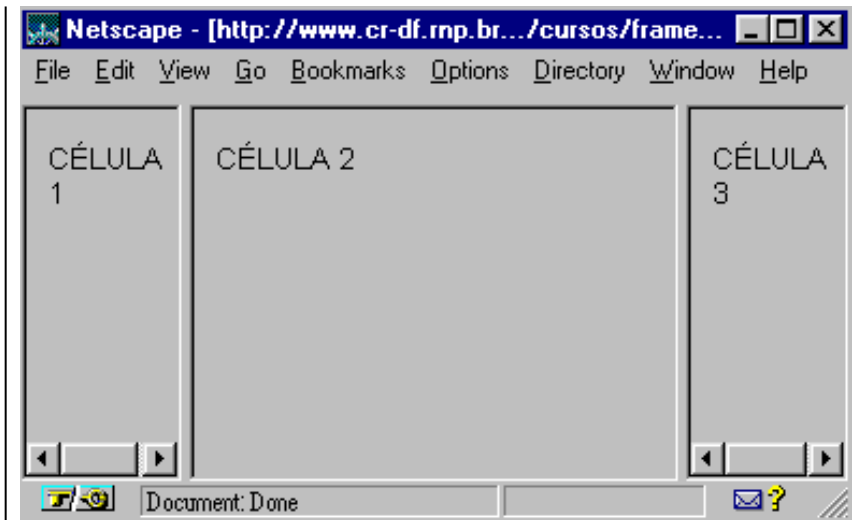 Netscape - [http://www.cr-df.rnp.br.../cursos/frame...
File Edit View Go Bookmarks Options Directory Window Help
CÉLULA
1
CÉLULA 2
CÉLULA
3
Document: Done